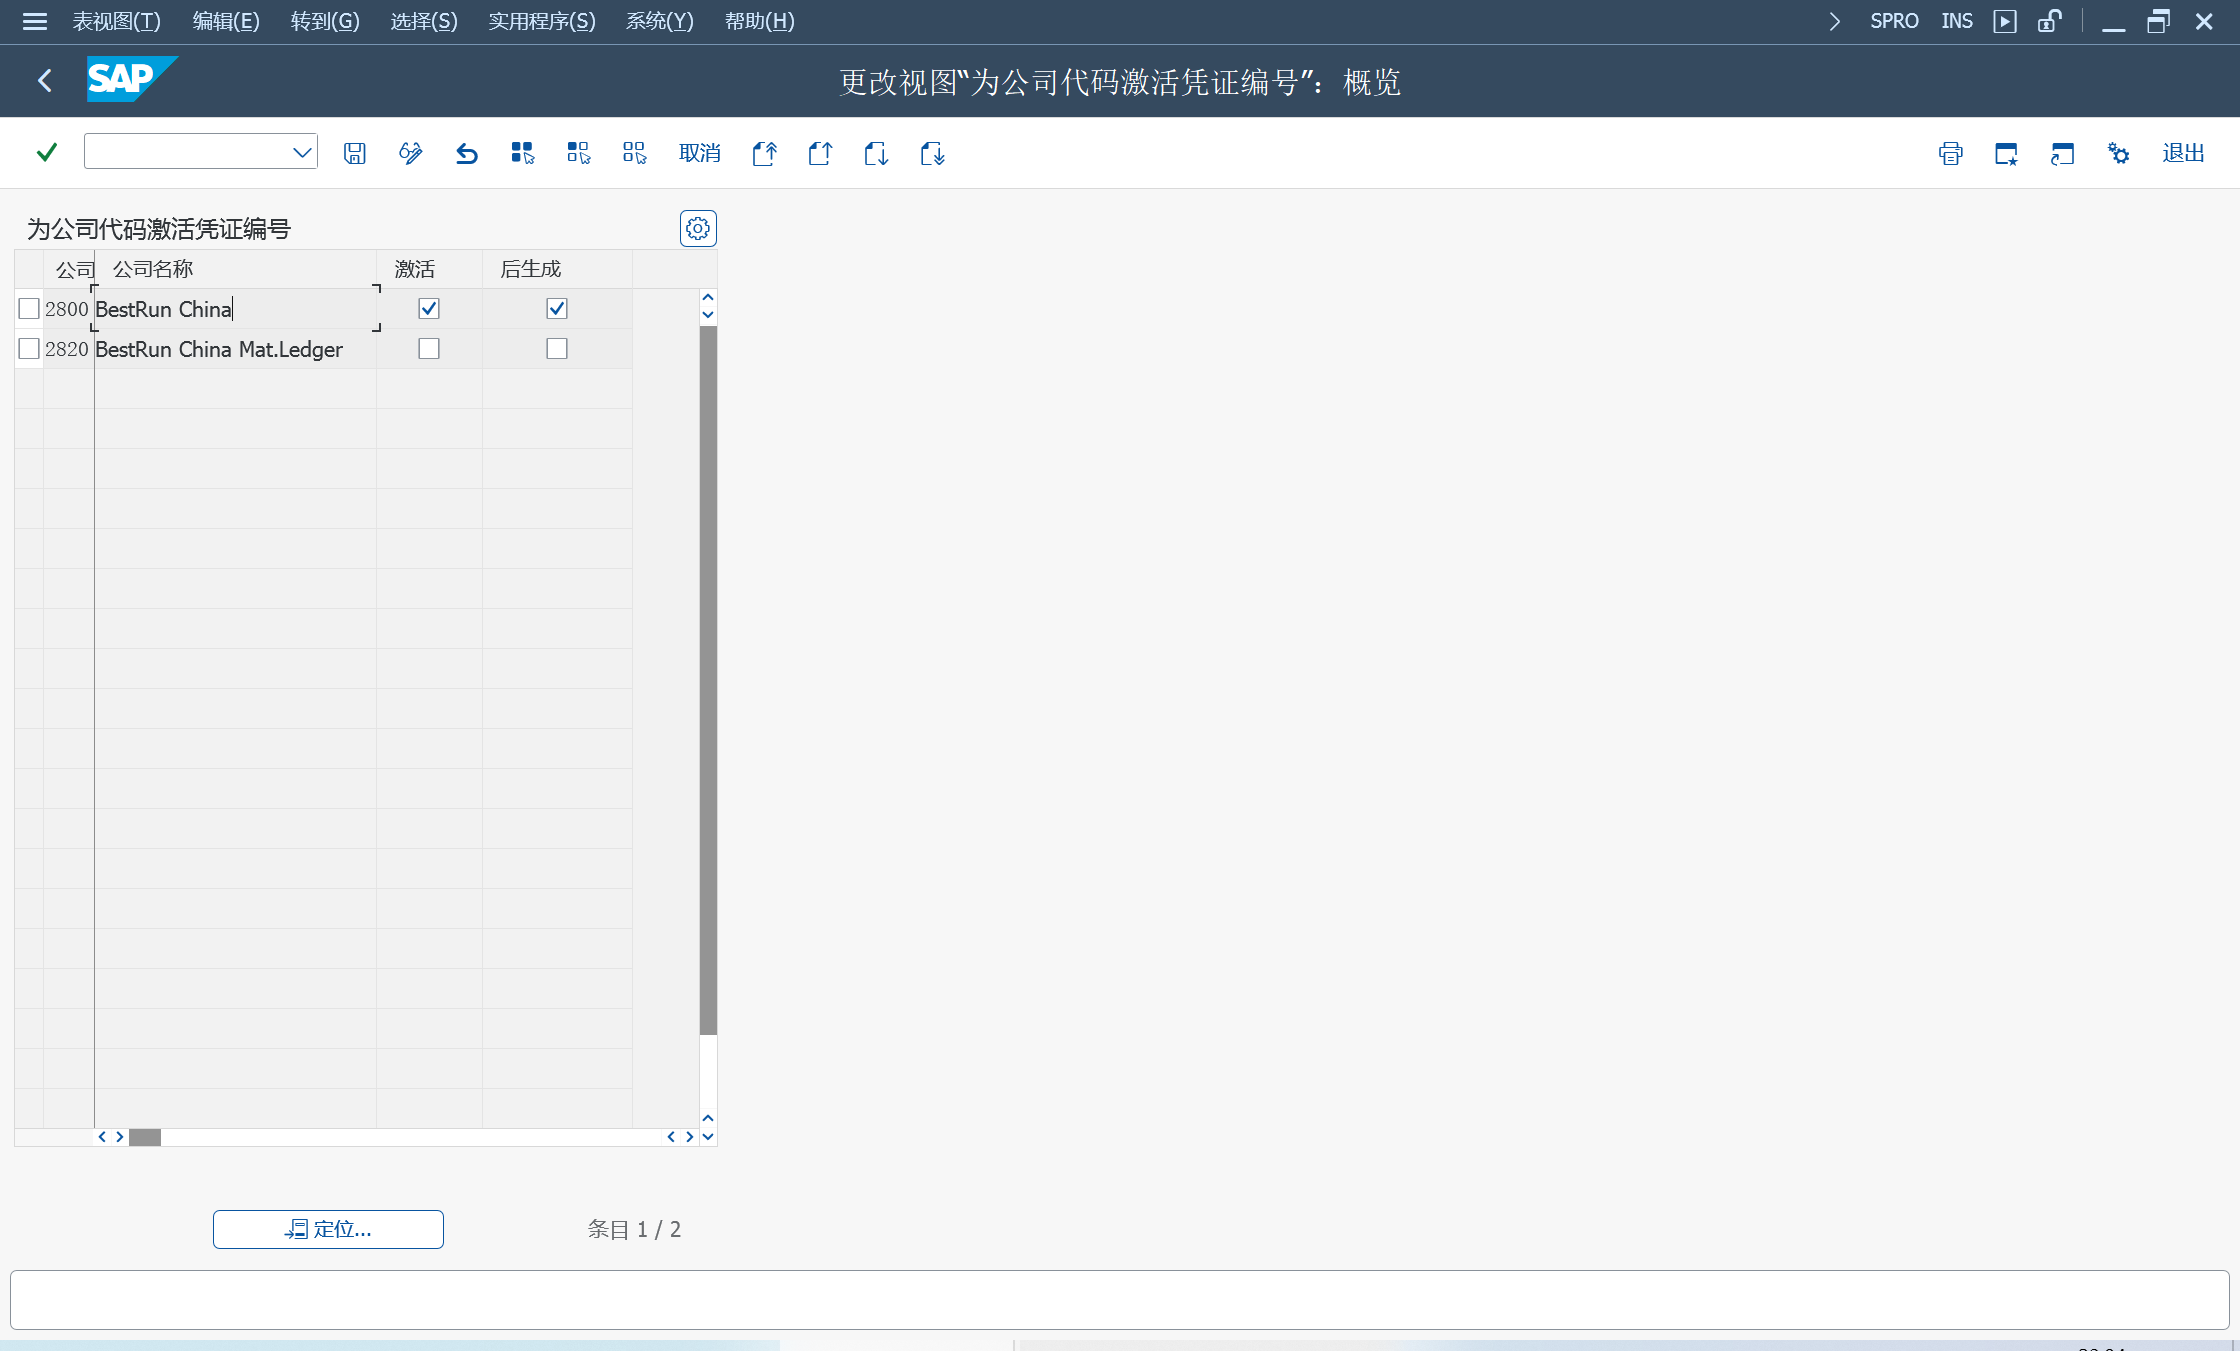 表视图(T) 编辑(E) 转到(G) 选择(S) 实用程序(S) 系统(Y) 帮助(H) SPRO INS
SAP 更改视图“为公司代码激活凭证编号”：概览
取消 退出
为公司代码激活凭证编号
公司 公司名称 激活 后生成
2800 BestRun China
2820 BestRun China Mat.Ledger
定位... 条目 1 / 2